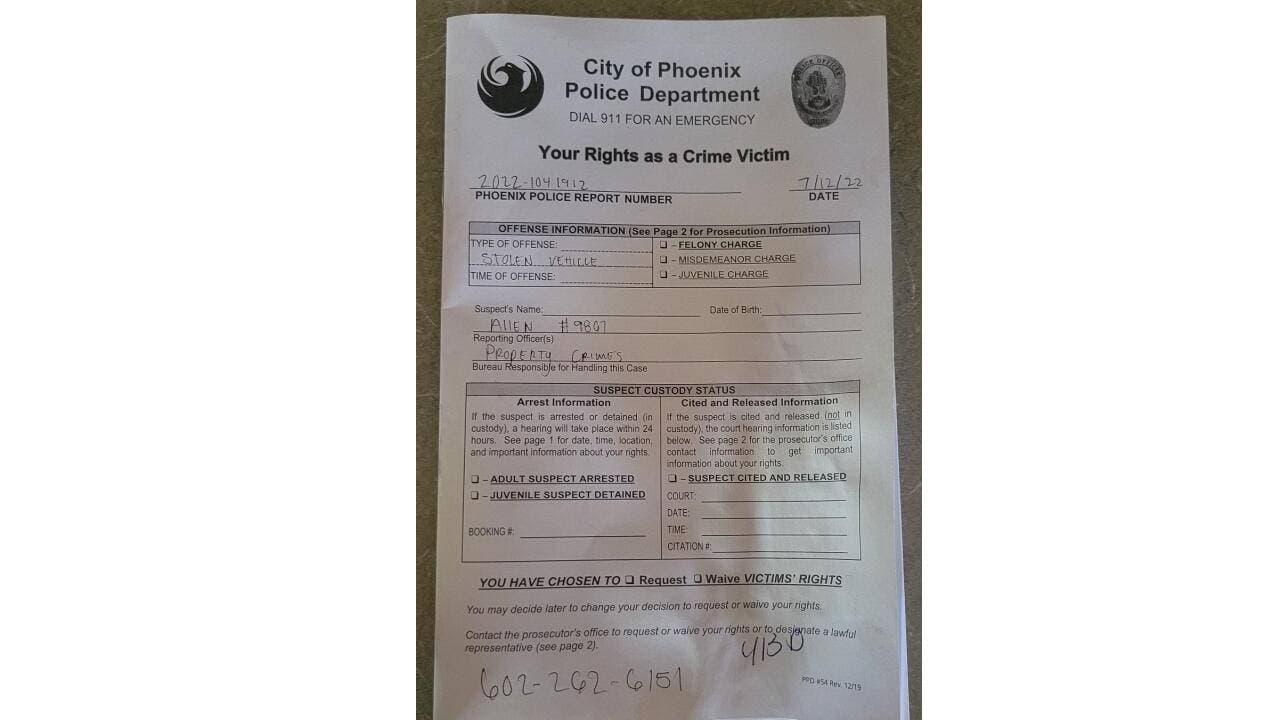 City of Phoenix
Police Department
DIAL 911 FOR AN EMERGENCY
POLICE OFFICER
Your Rights as a Crime Victim
2022-1041912
PHOENIX POLICE REPORT NUMBER
7/12/22
DATE
OFFENSE INFORMATION (See Page 2 for Prosecution Information)
TYPE OF OFFENSE:
STOLEN VEHICLE
TIME OF OFFENSE:
☐ – FELONY CHARGE
☐ – MISDEMEANOR CHARGE
☐ – JUVENILE CHARGE
Suspect's Name: Date of Birth:
Allen #9807
Reporting Officer(s)
PROPERTY CRIMES
Bureau Responsible for Handling this Case
SUSPECT CUSTODY STATUS
Arrest Information
If the suspect is arrested or detained (in
custody), a hearing will take place within 24
hours. See page 1 for date, time, location,
and important information about your rights.
☐ – ADULT SUSPECT ARRESTED
☐ – JUVENILE SUSPECT DETAINED
BOOKING #:
Cited and Released Information
If the suspect is cited and released (not in
custody), the court hearing information is listed
below. See page 2 for the prosecutor's office
contact information to get important
information about your rights.
☐ – SUSPECT CITED AND RELEASED
COURT:
DATE:
TIME:
CITATION #:
YOU HAVE CHOSEN TO ☐ Request ☐ Waive VICTIMS' RIGHTS
You may decide later to change your decision to request or waive your rights.
Contact the prosecutor's office to request or waive your rights or to designate a lawful
representative (see page 2).
4130
602-262-6151
PPD #54 Rev. 12/19